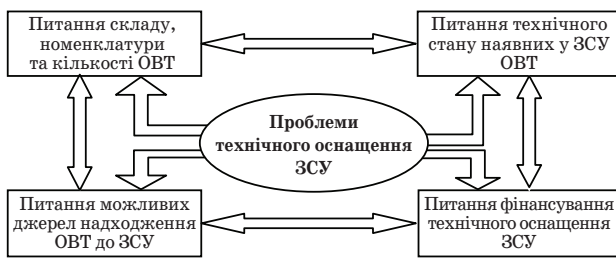 Питання складу,
номенклатури
та кількості ОВТ
Питання технічного
стану наявних у ЗСУ
ОВТ
Проблеми
технічного оснащення
ЗСУ
Питання можливих
джерел надходження
ОВТ до ЗСУ
Питання фінансування
технічного оснащення
ЗСУ